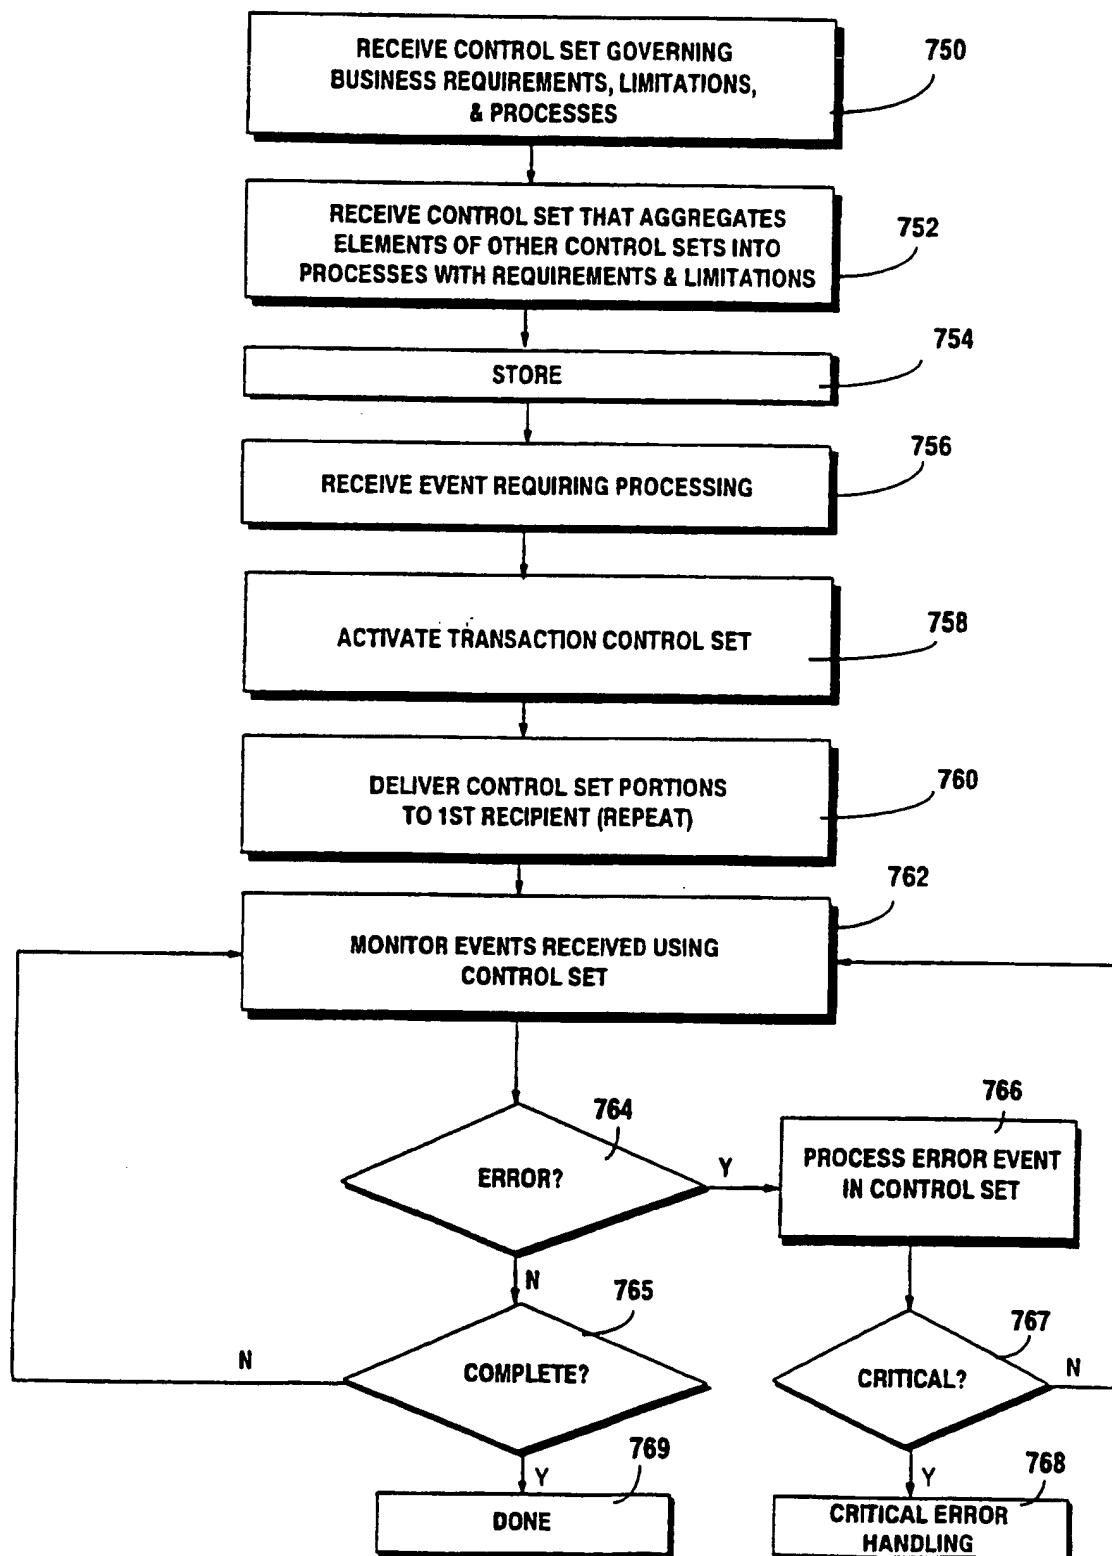 RECEIVE CONTROL SET GOVERNING
BUSINESS REQUIREMENTS, LIMITATIONS,
& PROCESSES
750
RECEIVE CONTROL SET THAT AGGREGATES
ELEMENTS OF OTHER CONTROL SETS INTO
PROCESSES WITH REQUIREMENTS & LIMITATIONS
752
STORE
754
RECEIVE EVENT REQUIRING PROCESSING
756
ACTIVATE TRANSACTION CONTROL SET
758
DELIVER CONTROL SET PORTIONS
TO 1ST RECIPIENT (REPEAT)
760
MONITOR EVENTS RECEIVED USING
CONTROL SET
762
ERROR?
764
Y
PROCESS ERROR EVENT
IN CONTROL SET
766
N
COMPLETE?
765
N
CRITICAL?
767
N
Y
DONE
769
Y
CRITICAL ERROR
HANDLING
768